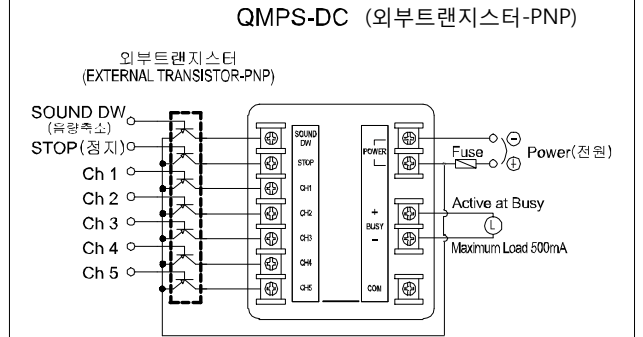 QMPS-DC (외부트랜지스터-PNP)
외부트랜지스터
(EXTERNAL TRANSISTOR-PNP)
SOUND DW
(음량축소)
STOP(정지)
Ch 1
Ch 2
Ch 3
Ch 4
Ch 5
SOUND
DW
STOP
CH1
CH2
CH3
CH4
CH5
POWER
+
BUSY
-
COM
Fuse
Power(전원)
Active at Busy
L
Maximum Load 500mA